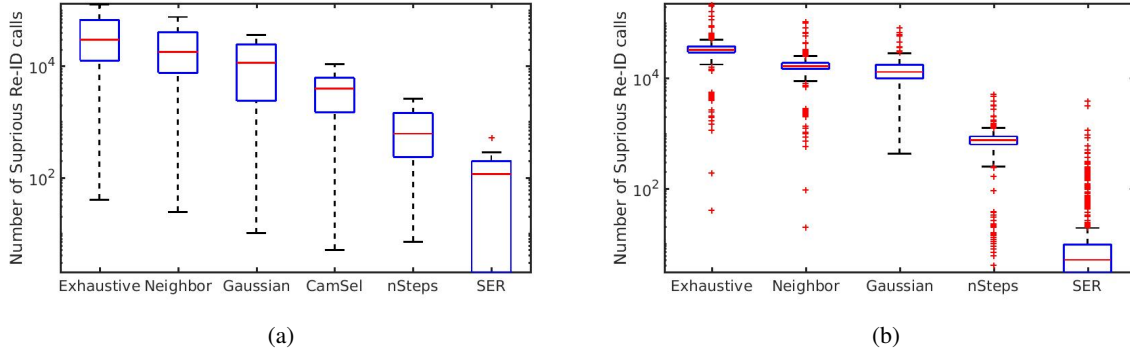 Number of Suprious Re-ID calls
10^4
10^2
Exhaustive Neighbor Gaussian CamSel nSteps SER
(a)
Number of Suprious Re-ID calls
10^4
10^2
Exhaustive Neighbor Gaussian nSteps SER
(b)